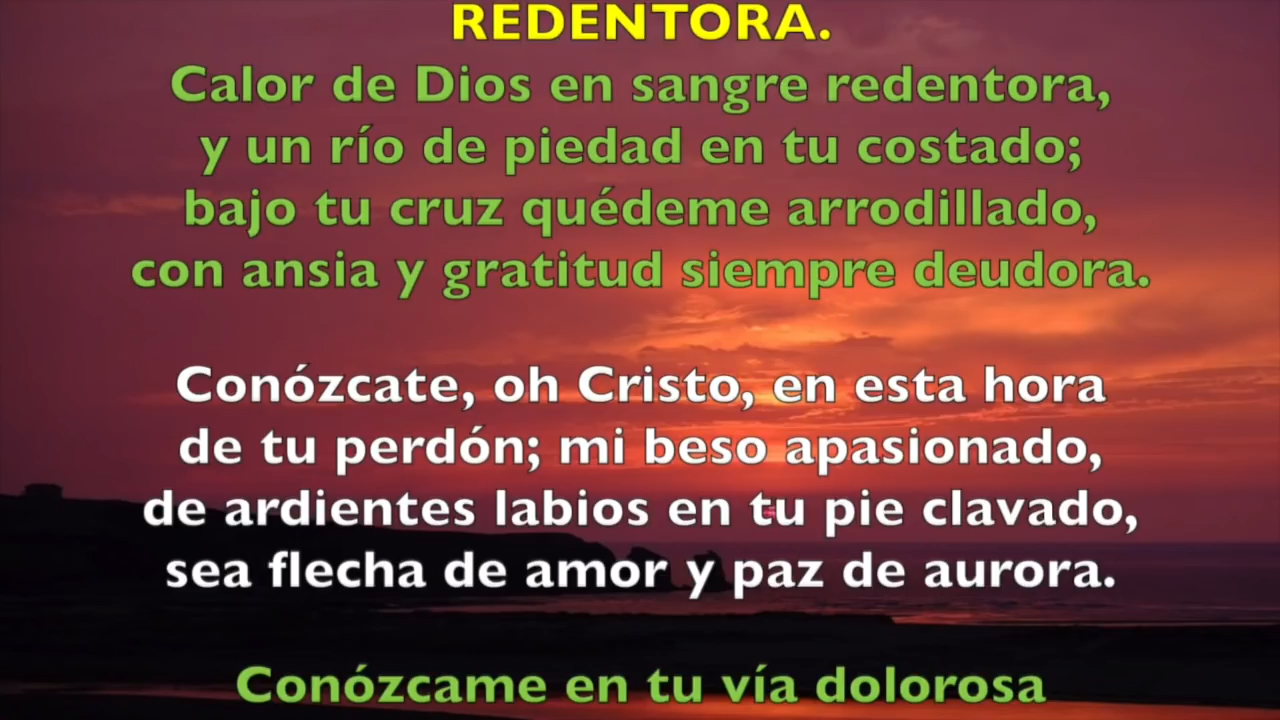 REDENTORA.
Calor de Dios en sangre redentora,
y un río de piedad en tu costado;
bajo tu cruz quédeme arrodillado,
con ansia y gratitud siempre deudora.
Conózcate, oh Cristo, en esta hora
de tu perdón; mi beso apasionado,
de ardientes labios en tu pie clavado,
sea flecha de amor y paz de aurora.
Conózcame en tu vía dolorosa